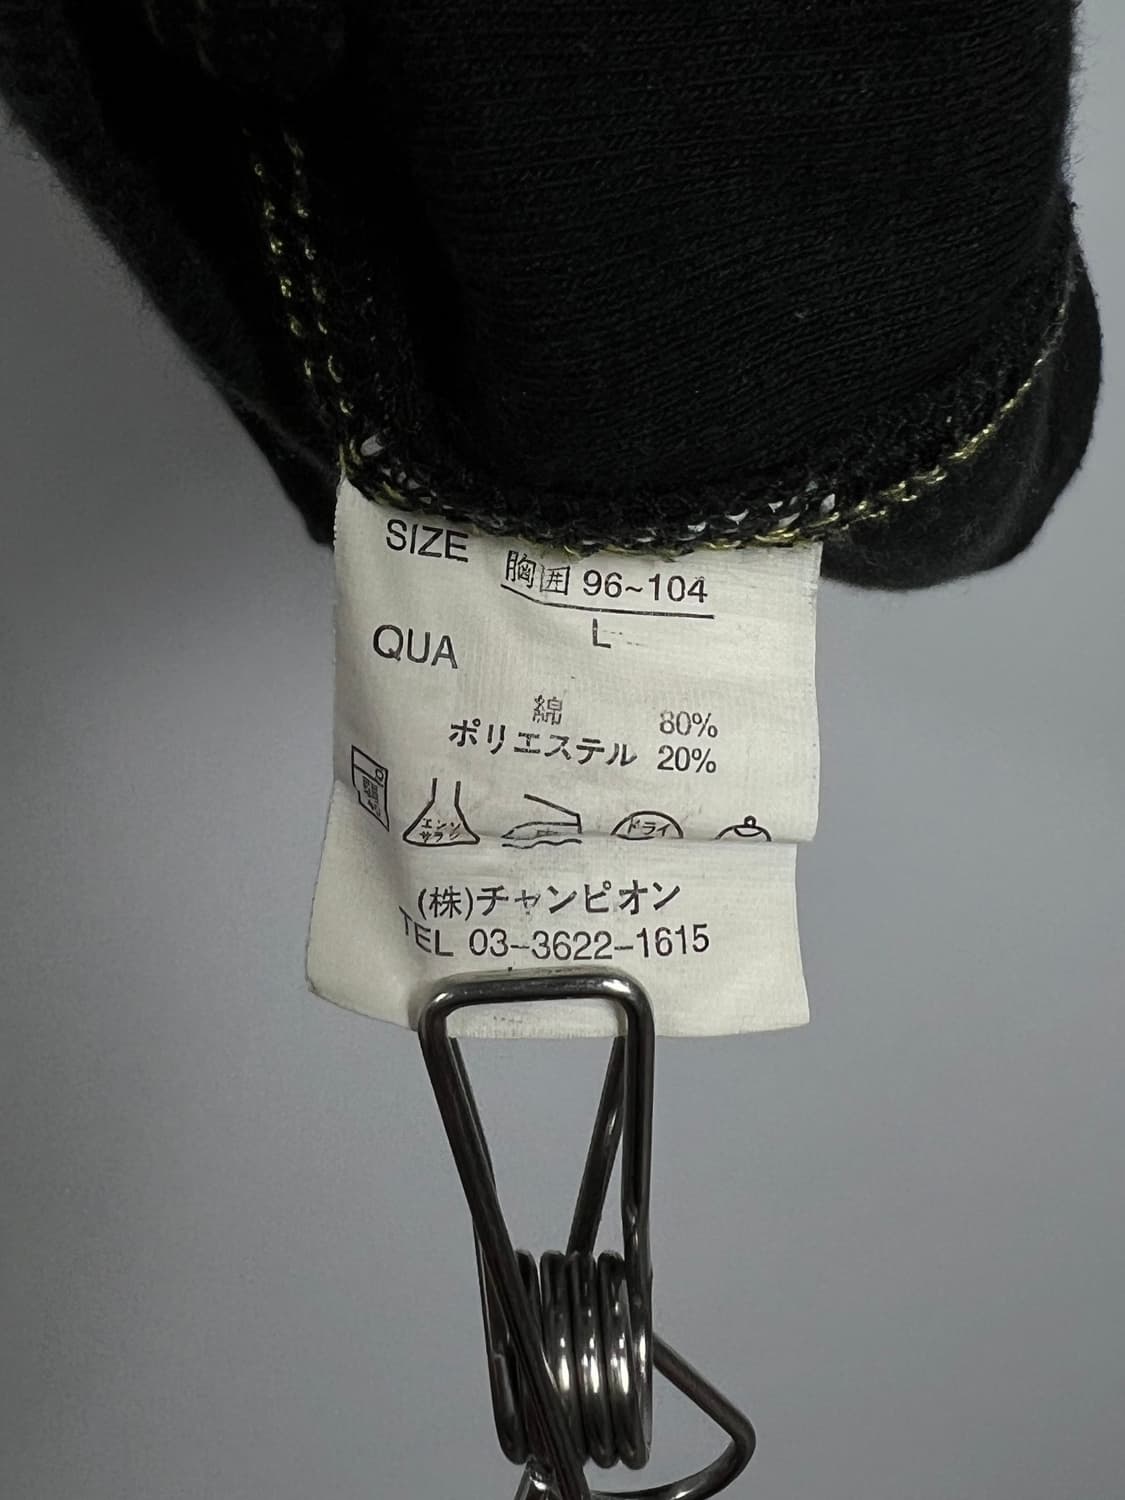 SIZE
胸囲 96~104
L
QUA
綿 80%
ポリエステル 20%
エンソ
サラシ
ドライ
(株)チャンピオン
TEL 03-3622-1615